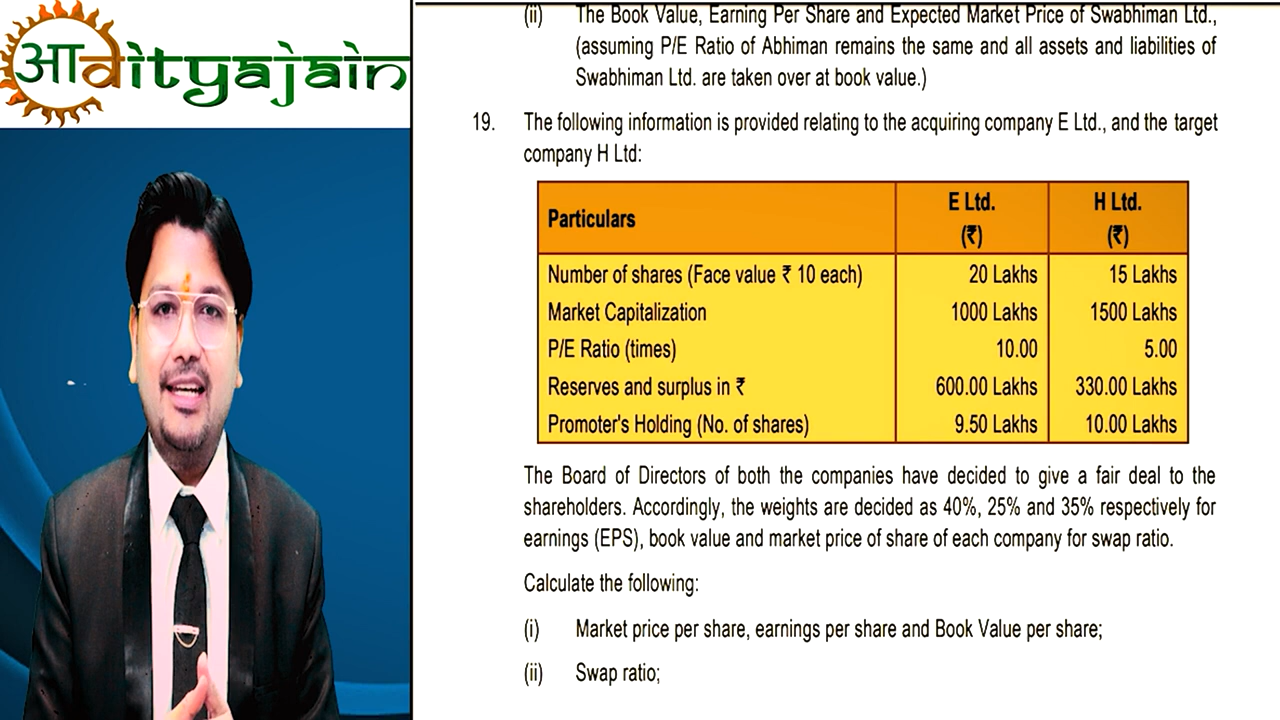 आdityajain
(ii) The Book Value, Earning Per Share and Expected Market Price of Swabhiman Ltd.,
(assuming P/E Ratio of Abhiman remains the same and all assets and liabilities of
Swabhiman Ltd. are taken over at book value.)
19. The following information is provided relating to the acquiring company E Ltd., and the target
company H Ltd:
Particulars E Ltd. (₹) H Ltd. (₹)
Number of shares (Face value ₹ 10 each) 20 Lakhs 15 Lakhs
Market Capitalization 1000 Lakhs 1500 Lakhs
P/E Ratio (times) 10.00 5.00
Reserves and surplus in ₹ 600.00 Lakhs 330.00 Lakhs
Promoter's Holding (No. of shares) 9.50 Lakhs 10.00 Lakhs
The Board of Directors of both the companies have decided to give a fair deal to the
shareholders. Accordingly, the weights are decided as 40%, 25% and 35% respectively for
earnings (EPS), book value and market price of share of each company for swap ratio.
Calculate the following:
(i) Market price per share, earnings per share and Book Value per share;
(ii) Swap ratio;